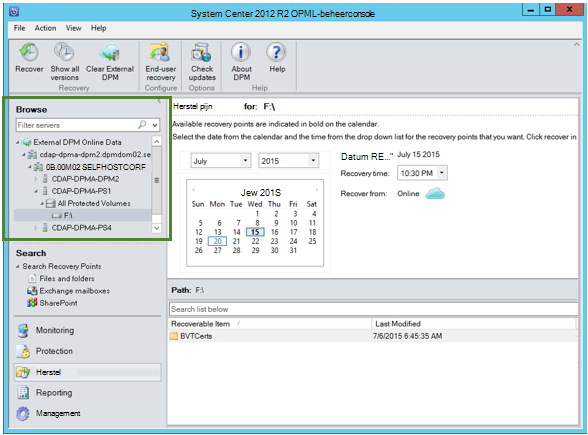 System Center 2012 R2 OPML-beheerconsole
File Action View Help
Recover Show all versions Clear External DPM End-user recovery Check updates About DPM Help
Recovery Configure Options Help
Browse
Filter servers
External DPM Online Data
cdap-dpma-dpm2.dpmdom02.se
0B.00M02 SELFHOSTCORF
CDAP-DPMA-DPM2
CDAP-DPMA-PS1
All Protected Volumes
F:\
CDAP-DPMA-PS4
Search
Search Recovery Points
Files and folders
Exchange mailboxes
SharePoint
Monitoring
Protection
Herstel
Reporting
Management
Herstel pijn for: F:\
Available recovery points are indicated in bold on the calendar.
Select the date from the calendar and the time from the drop down list for the recovery points that you want. Click recover in
July 2015
Jew 201S
Sun Mon Tue Wed Thu Fri Sat
1 2 3 4
5 6 7 8 9 10 11
12 13 14 15 16 17 18
19 20 21 22 23 24 25
26 27 28 29 30 31
Datum RE..." July 15 2015
Recovery time: 10:30 PM
Recover from: Online
Path: F:\
Search list below
Recoverable Item Last Modified
BVTCerts 7/6/2015 6:45:35 AM